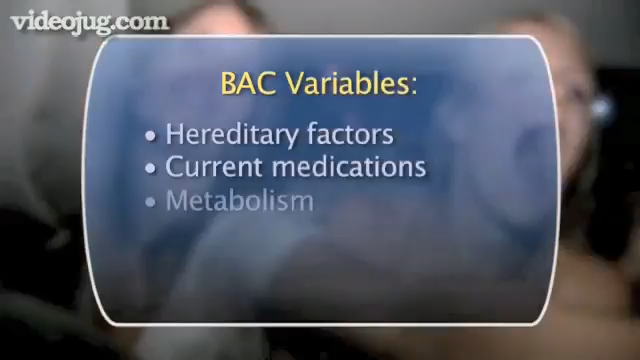 videojug.com
BAC Variables:
• Hereditary factors
• Current medications
• Metabolism